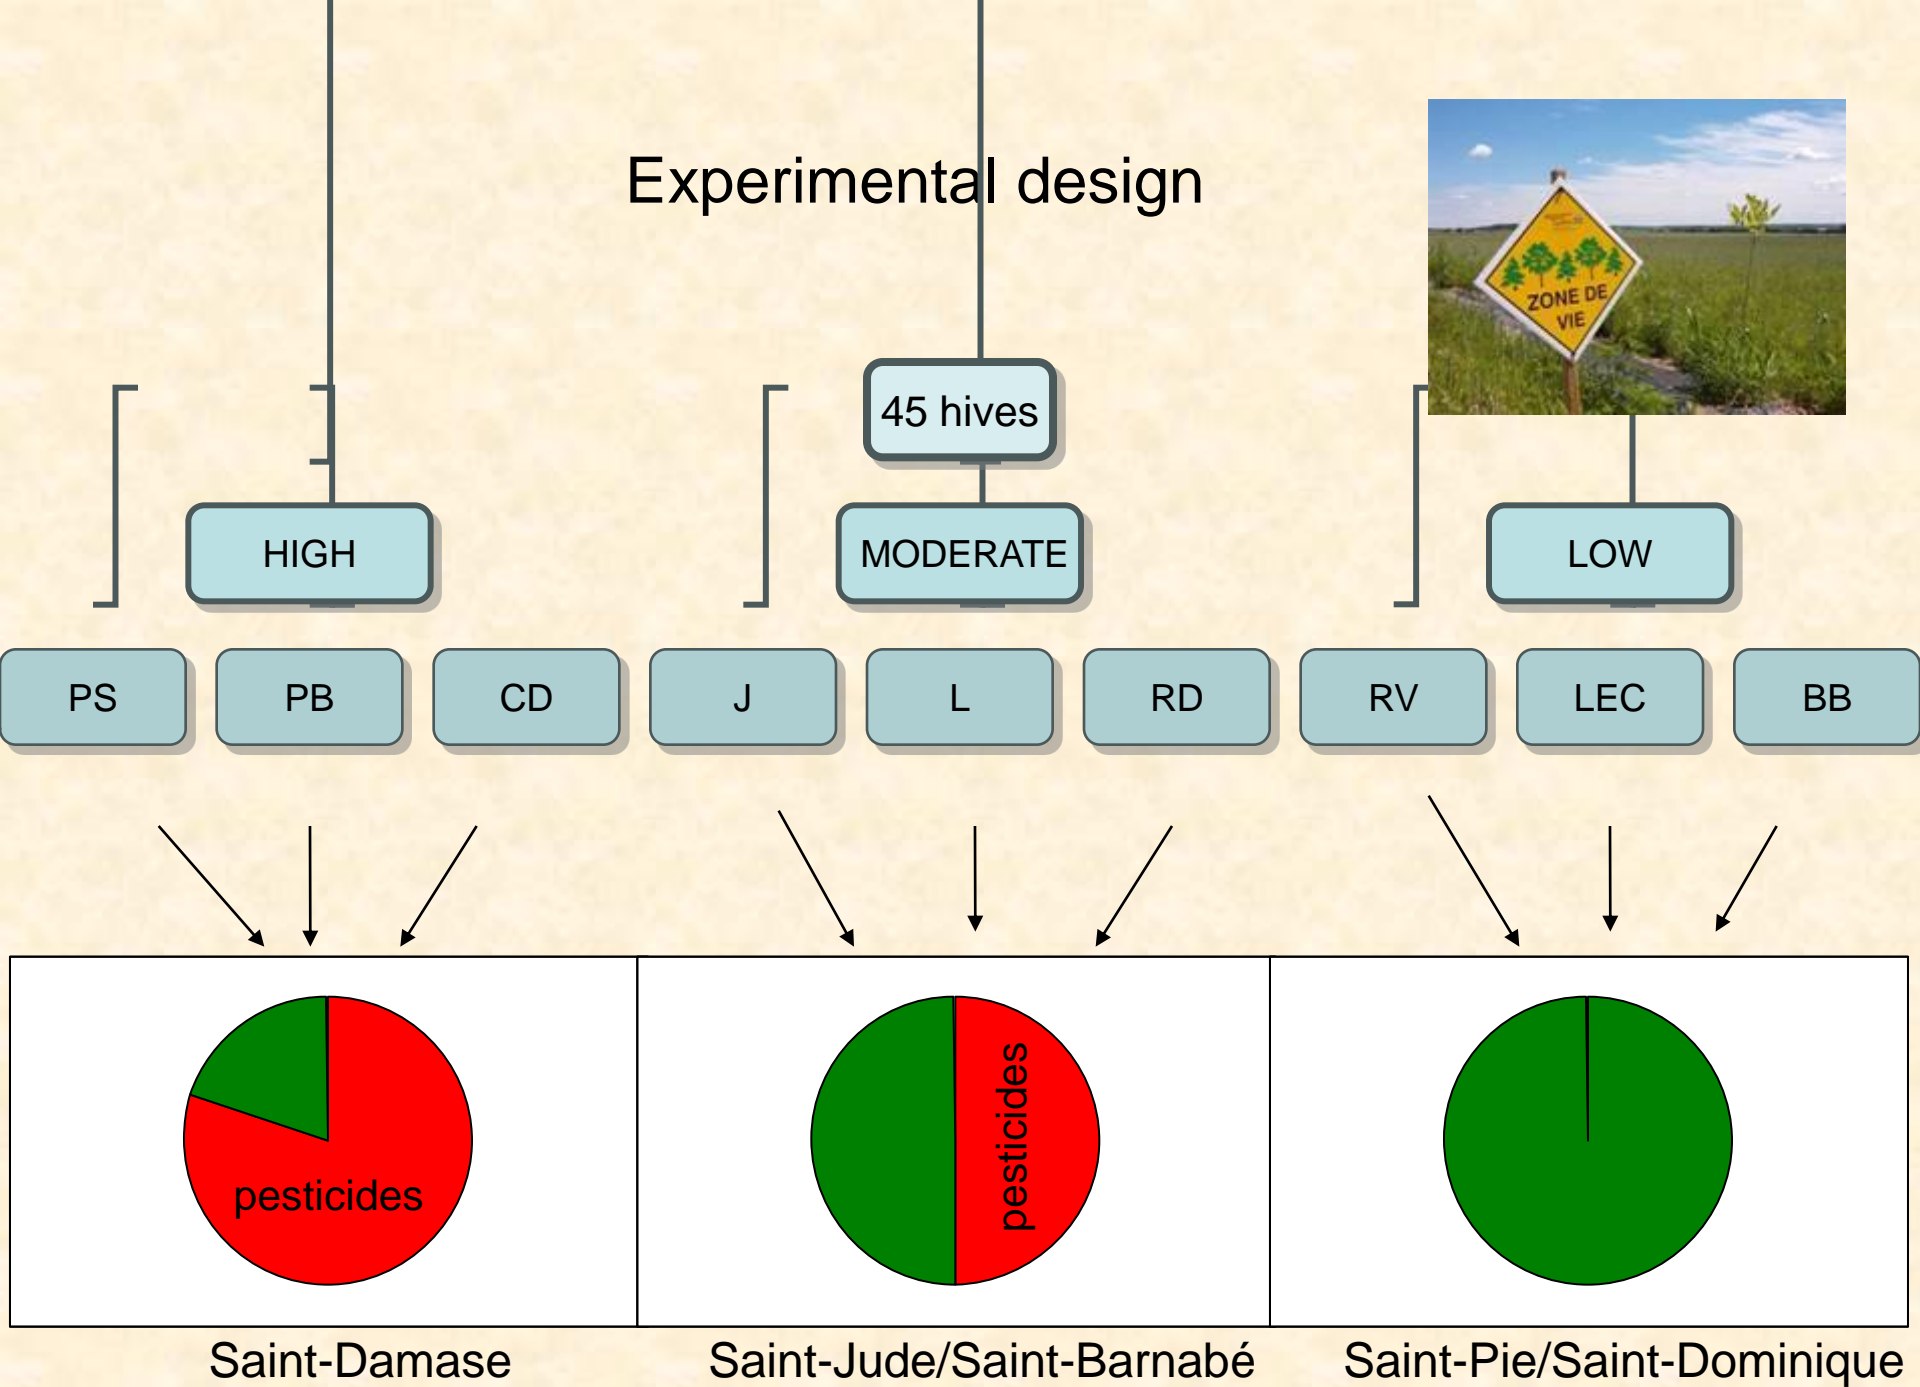 Experimental design
ZONE DE
VIE
45 hives
HIGH
MODERATE
LOW
PS
PB
CD
J
L
RD
RV
LEC
BB
pesticides
pesticides
Saint-Damase
Saint-Jude/Saint-Barnabé
Saint-Pie/Saint-Dominique